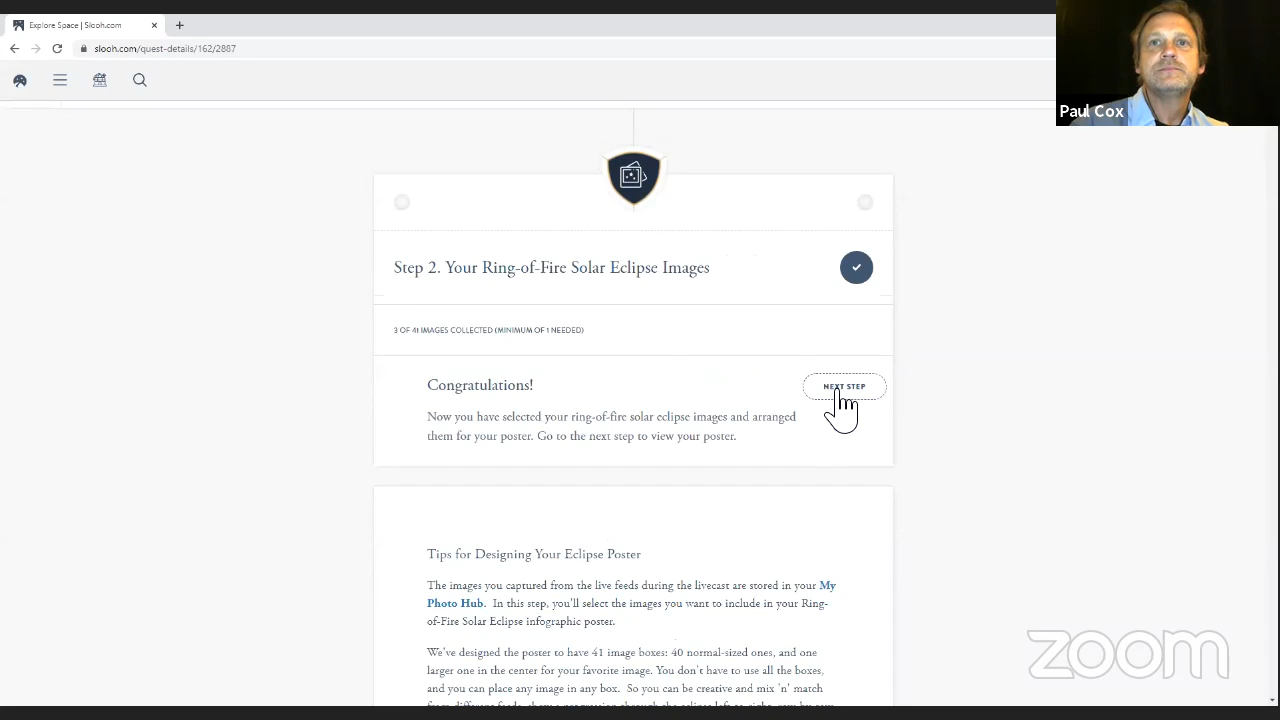 Explore Space | Slooh.com
slooh.com/quest-details/162/2887
Paul Cox
Step 2. Your Ring-of-Fire Solar Eclipse Images
3 OF 41 IMAGES COLLECTED (MINIMUM OF 1 NEEDED)
Congratulations!
NEXT STEP
Now you have selected your ring-of-fire solar eclipse images and arranged
them for your poster. Go to the next step to view your poster.
Tips for Designing Your Eclipse Poster
The images you captured from the live feeds during the livecast are stored in your My
Photo Hub. In this step, you'll select the images you want to include in your Ring-
of-Fire Solar Eclipse infographic poster.
We've designed the poster to have 41 image boxes: 40 normal-sized ones, and one
larger one in the center for your favorite image. You don't have to use all the boxes,
and you can place any image in any box. So you can be creative and mix 'n' match
zoom